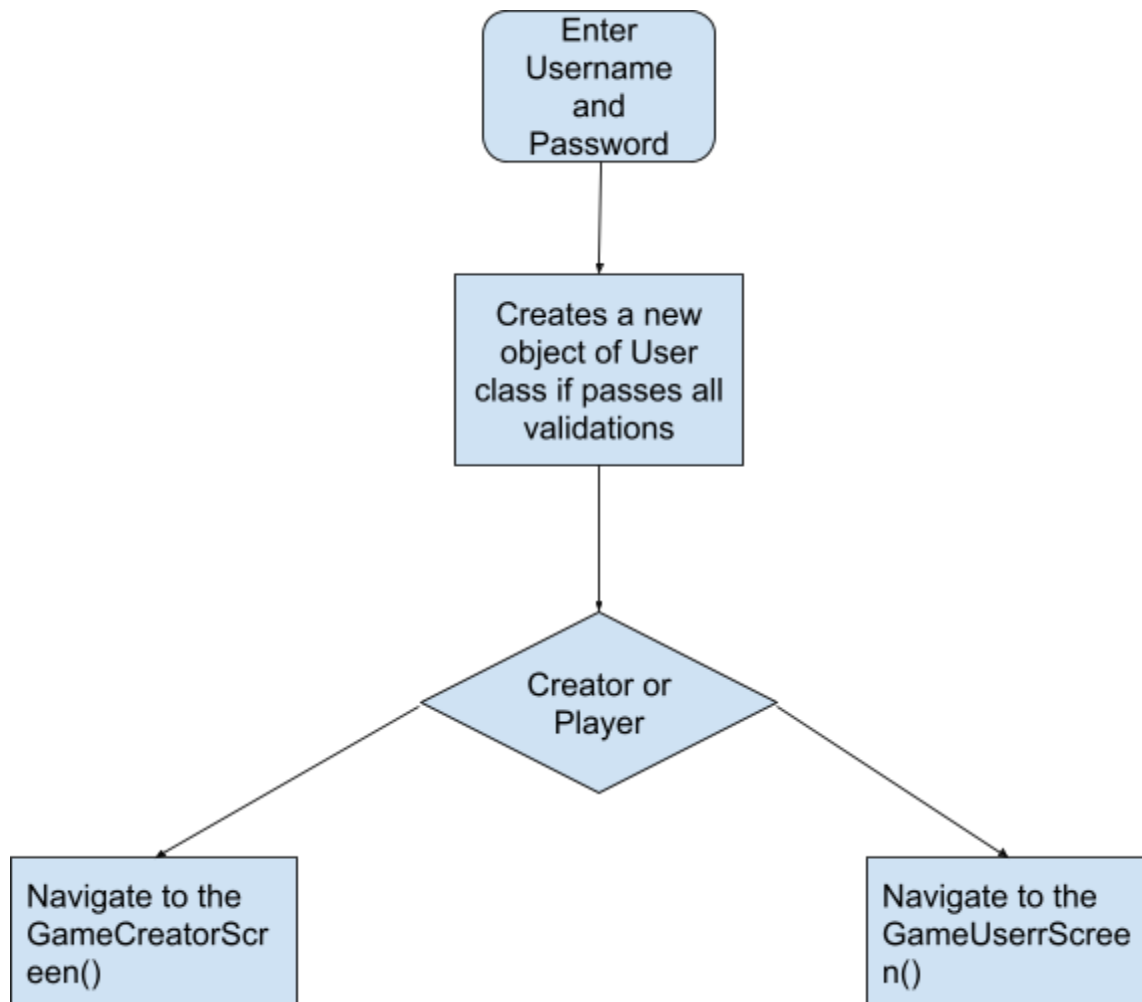 Enter
Username
and
Password
Creates a new
object of User
class if passes all
validations
Creator or
Player
Navigate to the
GameCreatorScr
een()
Navigate to the
GameUserrScree
n()